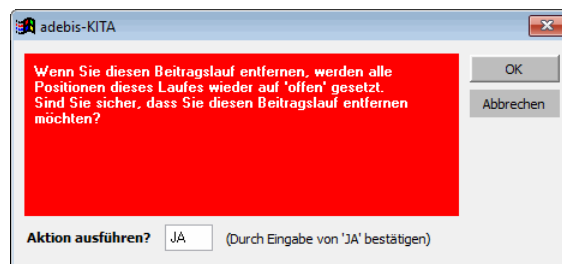 adebis-KITA
Wenn Sie diesen Beitragslauf entfernen, werden alle
Positionen dieses Laufes wieder auf 'offen' gesetzt.
Sind Sie sicher, dass Sie diesen Beitragslauf entfernen
möchten?
OK
Abbrechen
Aktion ausführen? JA (Durch Eingabe von 'JA' bestätigen)